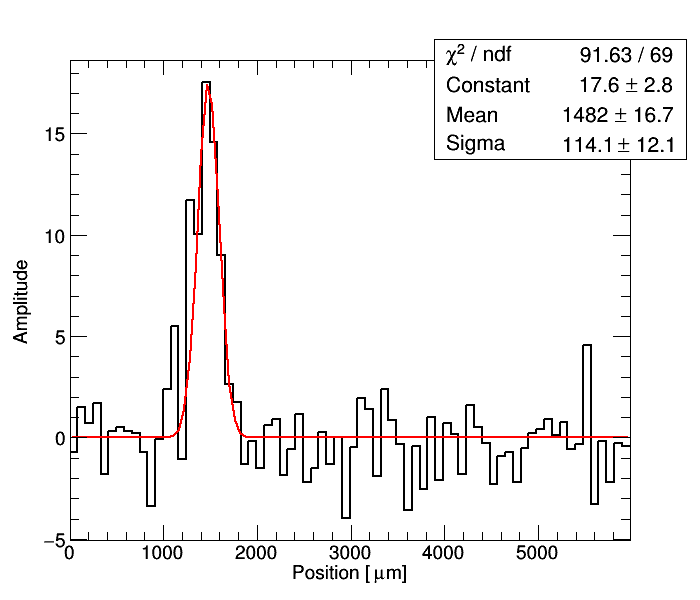 χ² / ndf 91.63 / 69
Constant 17.6 ± 2.8
Mean 1482 ± 16.7
Sigma 114.1 ± 12.1
15
10
5
0
−5
0 1000 2000 3000 4000 5000
Amplitude
Position [ μm]